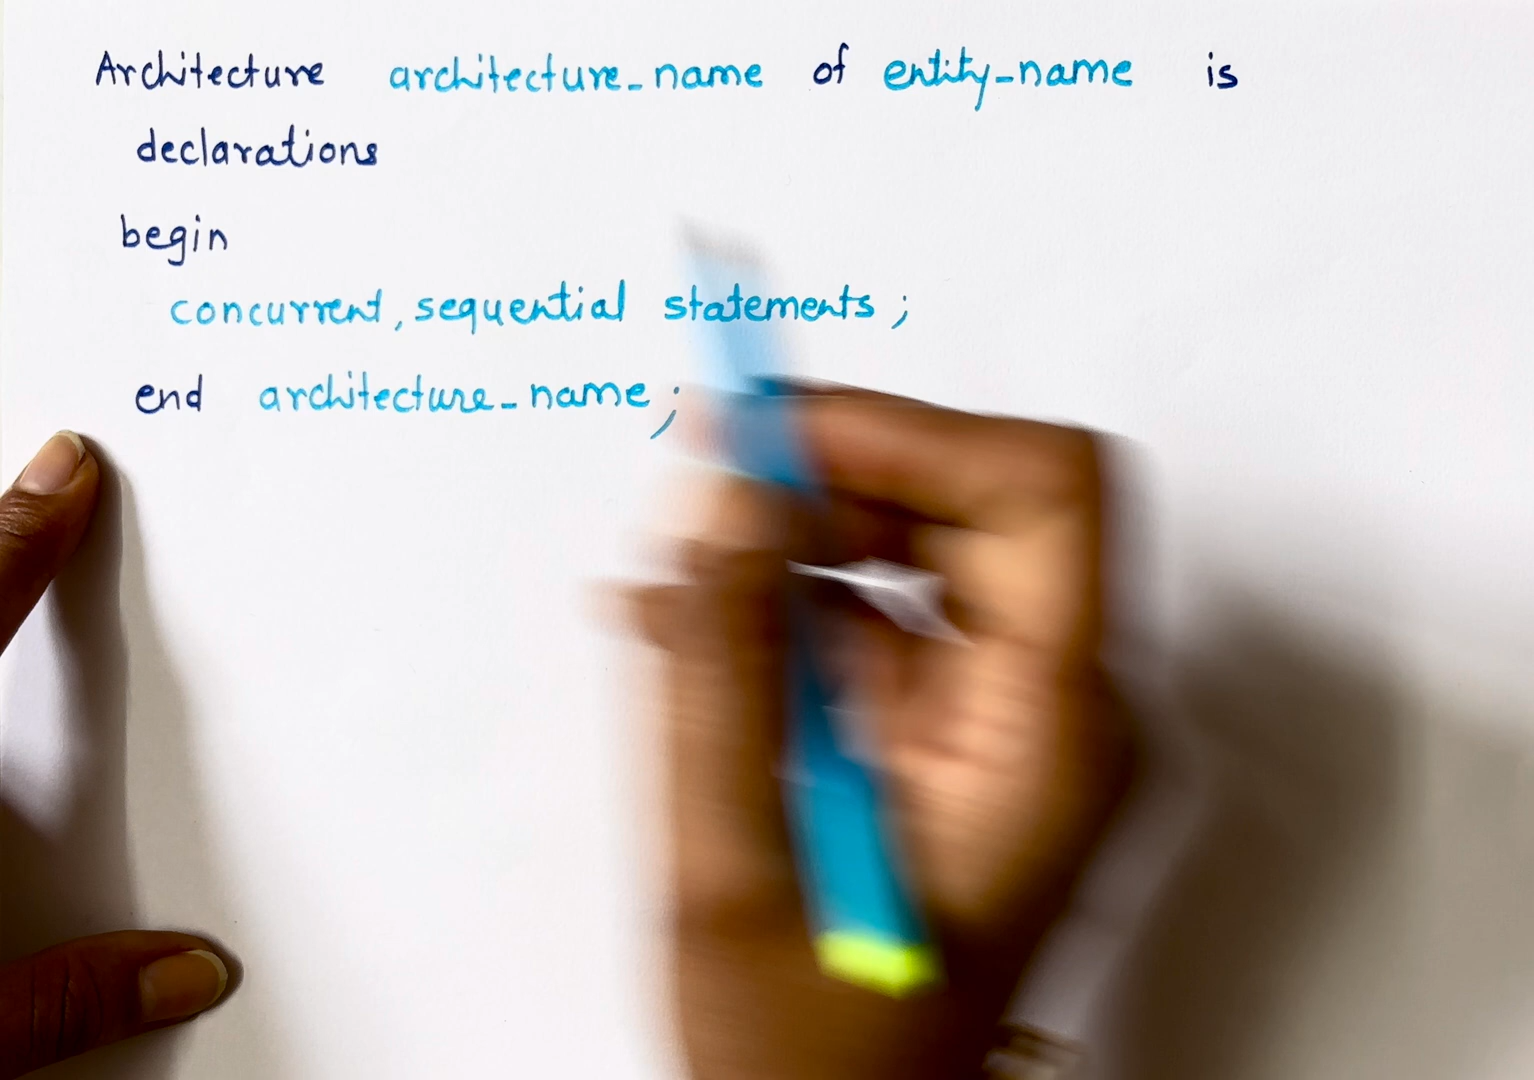 Architecture architecture_name of entity_name is
declarations
begin
concurrent, sequential statements ;
end architecture_name ;